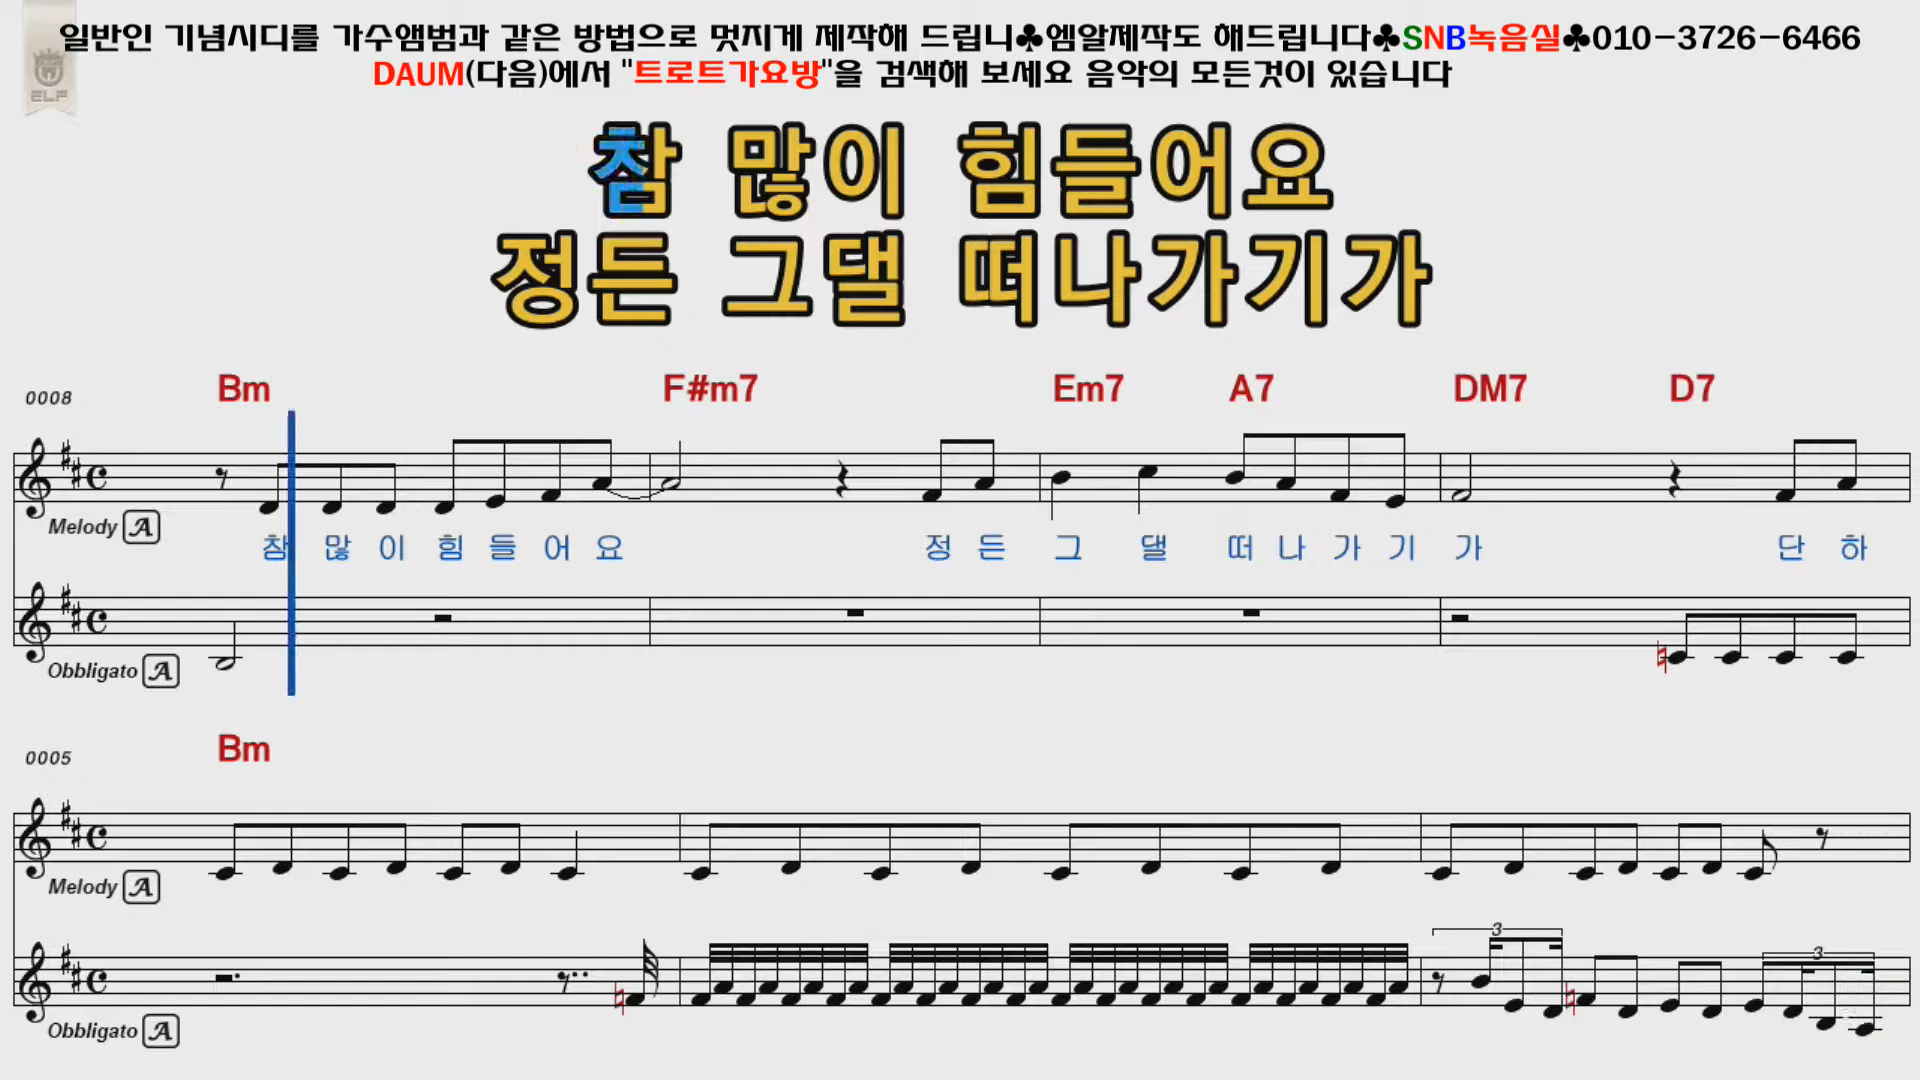 일반인 기념시디를 가수앨범과 같은 방법으로 멋지게 제작해 드립니♣엠알제작도 해드립니다♣SNB녹음실♣010-3726-6466
DAUM(다음)에서 "트로트가요방"을 검색해 보세요 음악의 모든것이 있습니다
ELF
참 많이 힘들어요
정든 그댈 떠나가기가
0008 Bm F#m7 Em7 A7 DM7 D7
Melody A
참 많 이 힘 들 어 요 정 든 그 댈 떠 나 가 기 가 단 하
Obbligato A
0005 Bm
Melody A
3 3
Obbligato A